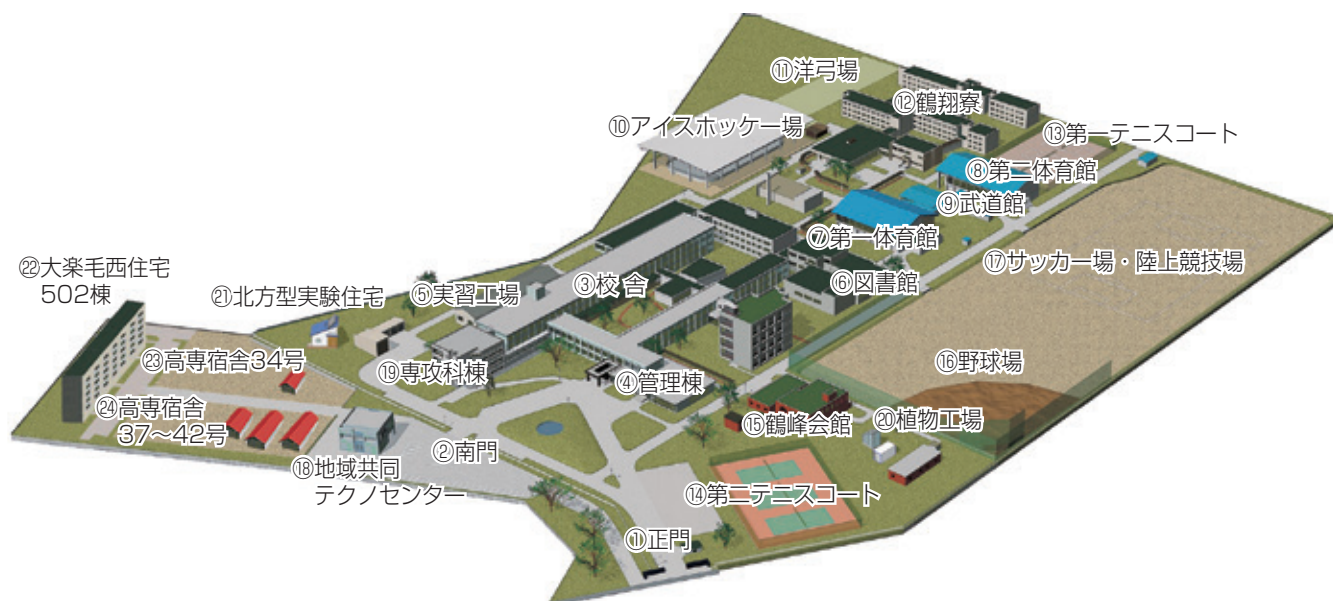 ⑪洋弓場
⑫鶴翔寮
⑩アイスホッケー場
⑬第一テニスコート
⑧第二体育館
⑨武道館
⑦第一体育館
⑰サッカー場・陸上競技場
㉒大楽毛西住宅
502棟
㉑北方型実験住宅
⑤実習工場
③校 舎
⑥図書館
㉓高専宿舎34号
⑲専攻科棟
④管理棟
⑯野球場
㉔高専宿舎
37～42号
⑮鶴峰会館
⑳植物工場
②南門
⑱地域共同
テクノセンター
⑭第二テニスコート
①正門